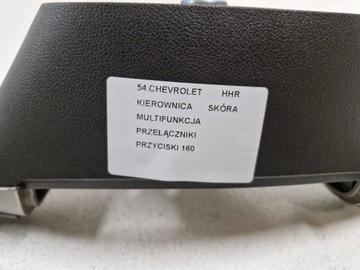 54.CHEVROLET HHR
KIEROWNICA SKÓRA
MULTIFUNKCJA
PRZEŁĄCZNIKI
PRZYCISKI 160